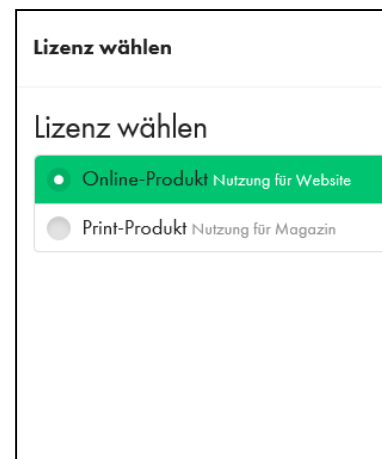 Lizenz wählen
Lizenz wählen
Online-Produkt Nutzung für Website
Print-Produkt Nutzung für Magazin